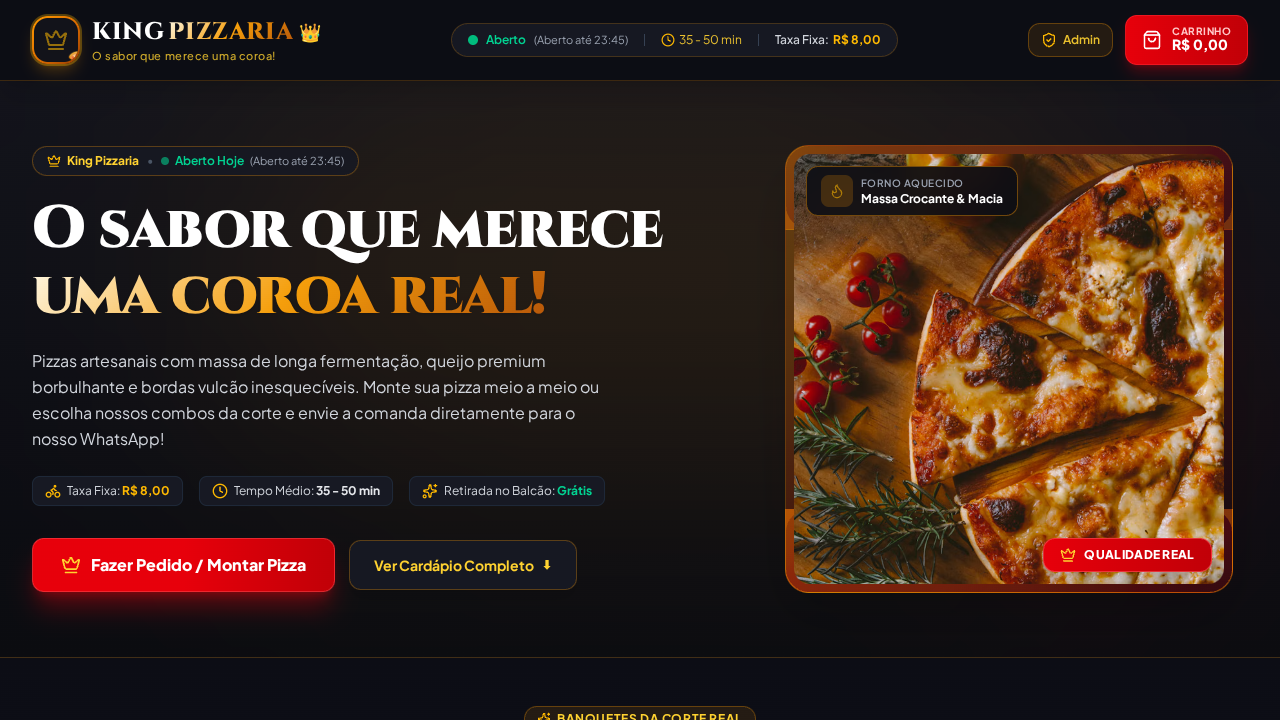 KING PIZZARIA 👑
O sabor que merece uma coroa!
Aberto (Aberto até 23:45)
35 - 50 min
Taxa Fixa: R$ 8,00
Admin
CARRINHO
R$ 0,00
King Pizzaria • Aberto Hoje (Aberto até 23:45)
O SABOR QUE MERECE
UMA COROA REAL!
Pizzas artesanais com massa de longa fermentação, queijo premium
borbulhante e bordas vulcão inesquecíveis. Monte sua pizza meio a meio ou
escolha nossos combos da corte e envie a comanda diretamente para o
nosso WhatsApp!
Taxa Fixa: R$ 8,00
Tempo Médio: 35 - 50 min
Retirada no Balcão: Grátis
Fazer Pedido / Montar Pizza
Ver Cardápio Completo ⬇
FORNO AQUECIDO
Massa Crocante & Macia
QUALIDADE REAL
BANQUETES DA CORTE REAL